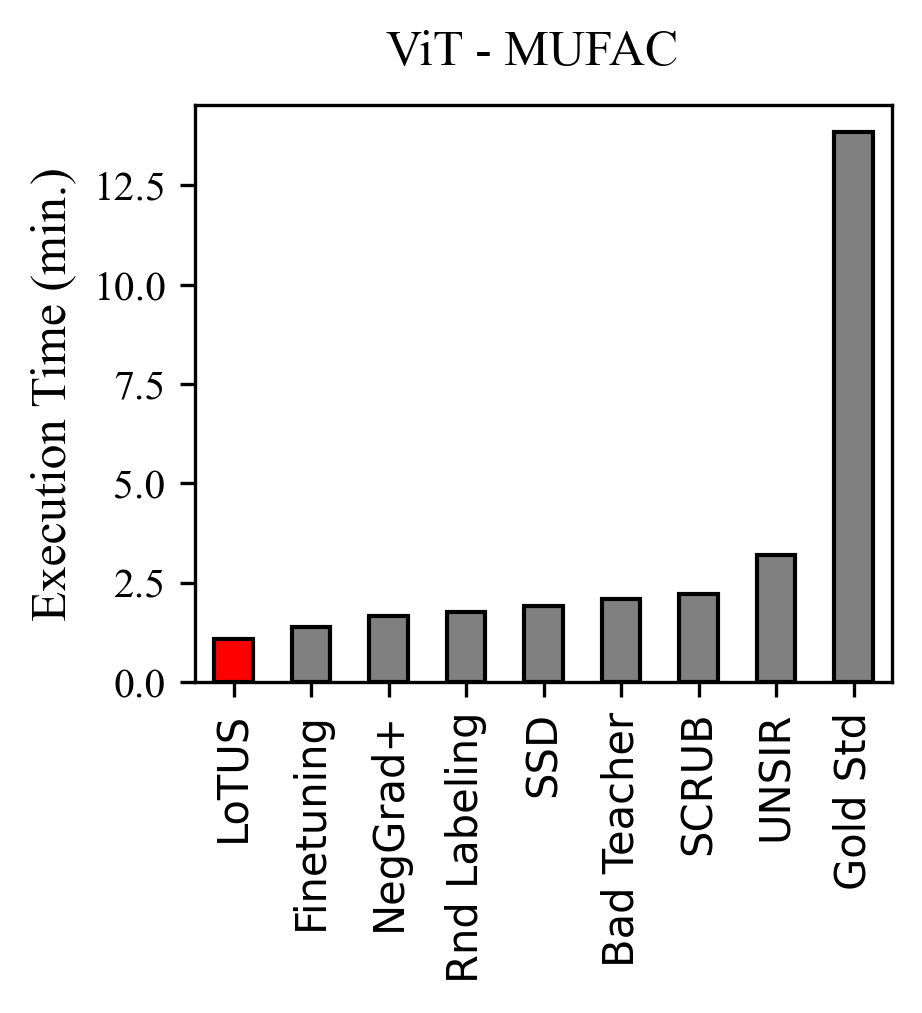 ViT - MUFAC
Execution Time (min.)
12.5
10.0
7.5
5.0
2.5
0.0
LoTUS
Finetuning
NegGrad+
Rnd Labeling
SSD
Bad Teacher
SCRUB
UNSIR
Gold Std